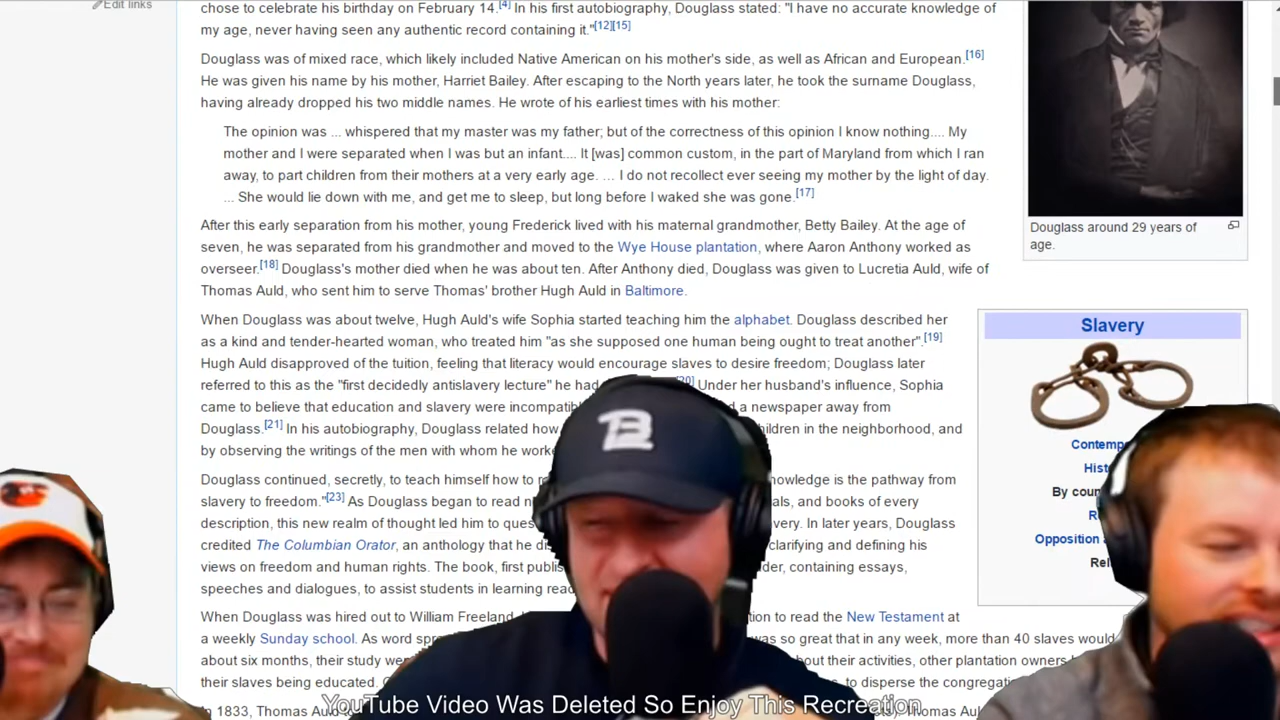 Edit links
chose to celebrate his birthday on February 14.[4] In his first autobiography, Douglass stated: "I have no accurate knowledge of
my age, never having seen any authentic record containing it."[12][15]
Douglass was of mixed race, which likely included Native American on his mother's side, as well as African and European.[16]
He was given his name by his mother, Harriet Bailey. After escaping to the North years later, he took the surname Douglass,
having already dropped his two middle names. He wrote of his earliest times with his mother:
The opinion was ... whispered that my master was my father; but of the correctness of this opinion I know nothing.... My
mother and I were separated when I was but an infant.... It [was] common custom, in the part of Maryland from which I ran
away, to part children from their mothers at a very early age. ... I do not recollect ever seeing my mother by the light of day.
... She would lie down with me, and get me to sleep, but long before I waked she was gone.[17]
Douglass around 29 years of
age.
After this early separation from his mother, young Frederick lived with his maternal grandmother, Betty Bailey. At the age of
seven, he was separated from his grandmother and moved to the Wye House plantation, where Aaron Anthony worked as
overseer.[18] Douglass's mother died when he was about ten. After Anthony died, Douglass was given to Lucretia Auld, wife of
Thomas Auld, who sent him to serve Thomas' brother Hugh Auld in Baltimore.
When Douglass was about twelve, Hugh Auld's wife Sophia started teaching him the alphabet. Douglass described her
as a kind and tender-hearted woman, who treated him "as she supposed one human being ought to treat another".[19]
Hugh Auld disapproved of the tuition, feeling that literacy would encourage slaves to desire freedom; Douglass later
referred to this as the "first decidedly antislavery lecture" he had [20] Under her husband's influence, Sophia
came to believe that education and slavery were incompatib a newspaper away from
Douglass.[21] In his autobiography, Douglass related how children in the neighborhood, and
by observing the writings of the men with whom he worke
Slavery
Contemp
Hist
By coun
R
Opposition a
Rel
Douglass continued, secretly, to teach himself how to r nowledge is the pathway from
slavery to freedom."[23] As Douglass began to read n als, and books of every
description, this new realm of thought led him to ques very. In later years, Douglass
credited The Columbian Orator, an anthology that he di clarifying and defining his
views on freedom and human rights. The book, first publis der, containing essays,
speeches and dialogues, to assist students in learning read
When Douglass was hired out to William Freeland, tion to read the New Testament at
a weekly Sunday school. As word spre was so great that in any week, more than 40 slaves would
about six months, their study wer bout their activities, other plantation owners
their slaves being educated. to disperse the congregatio
In 1833, Thomas Auld Thomas Aul
YouTube Video Was Deleted So Enjoy This Recreation
B